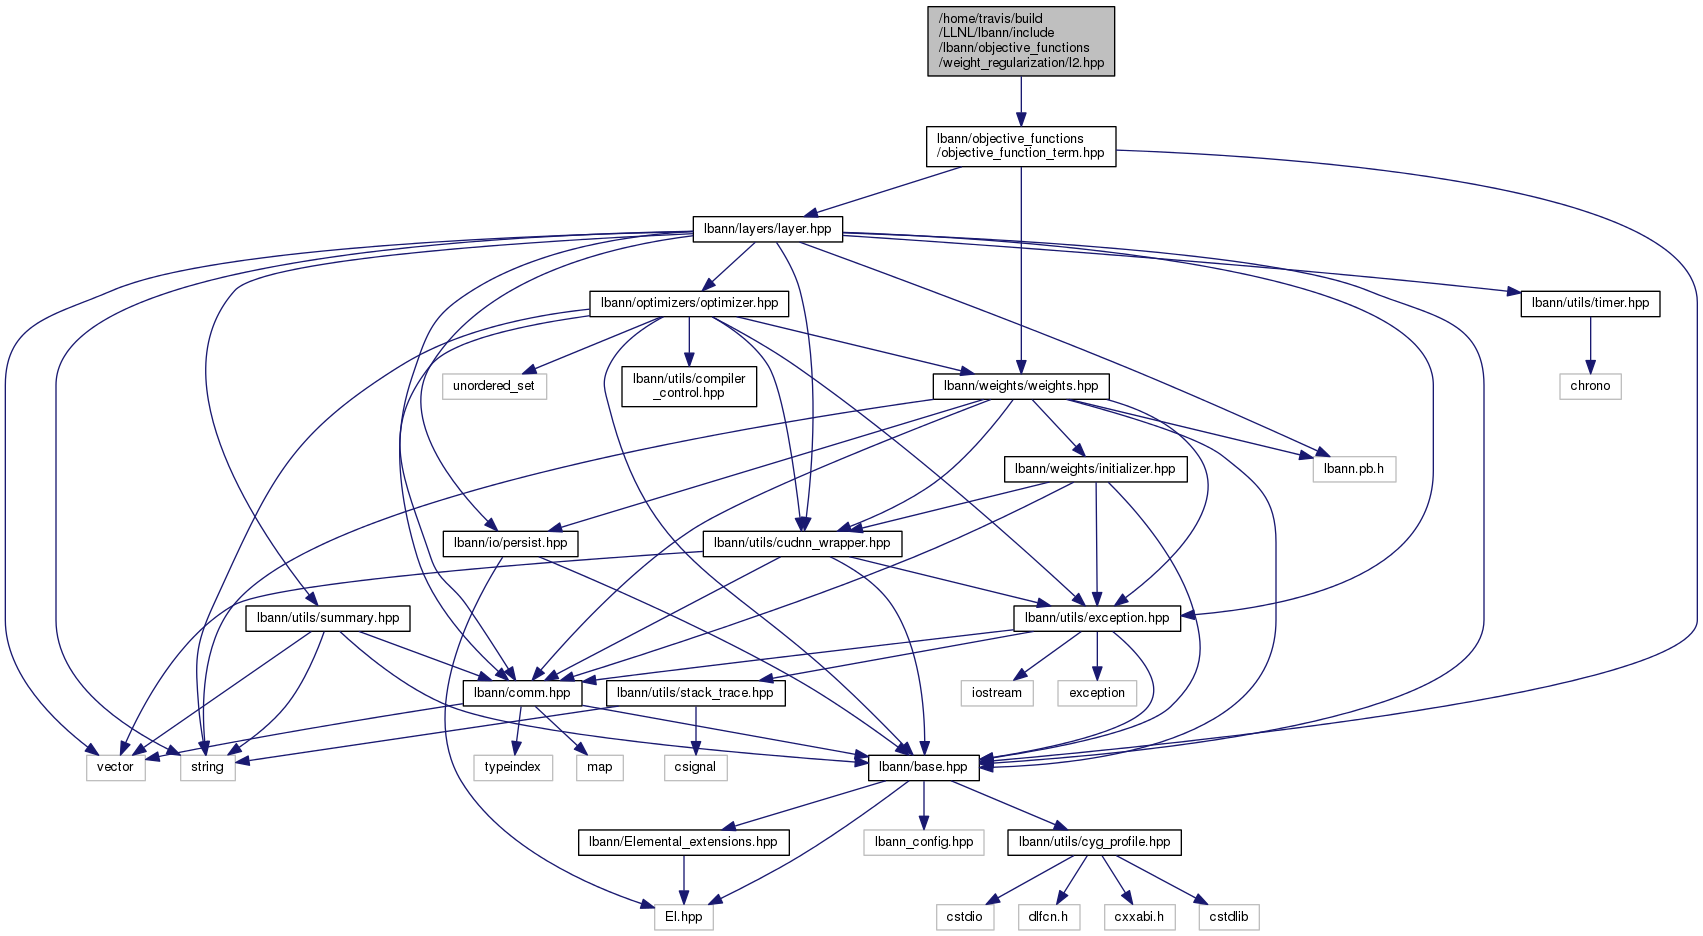 /home/travis/build
/LLNL/lbann/include
/lbann/objective_functions
/weight_regularization/l2.hpp
lbann/objective_functions
/objective_function_term.hpp
lbann/layers/layer.hpp
lbann/optimizers/optimizer.hpp
lbann/utils/timer.hpp
unordered_set
lbann/utils/compiler
_control.hpp
lbann/weights/weights.hpp
chrono
lbann/weights/initializer.hpp
lbann.pb.h
lbann/io/persist.hpp
lbann/utils/cudnn_wrapper.hpp
lbann/utils/summary.hpp
lbann/utils/exception.hpp
lbann/comm.hpp
lbann/utils/stack_trace.hpp
iostream
exception
vector
string
typeindex
map
csignal
lbann/base.hpp
lbann/Elemental_extensions.hpp
lbann_config.hpp
lbann/utils/cyg_profile.hpp
El.hpp
cstdio
dlfcn.h
cxxabi.h
cstdlib